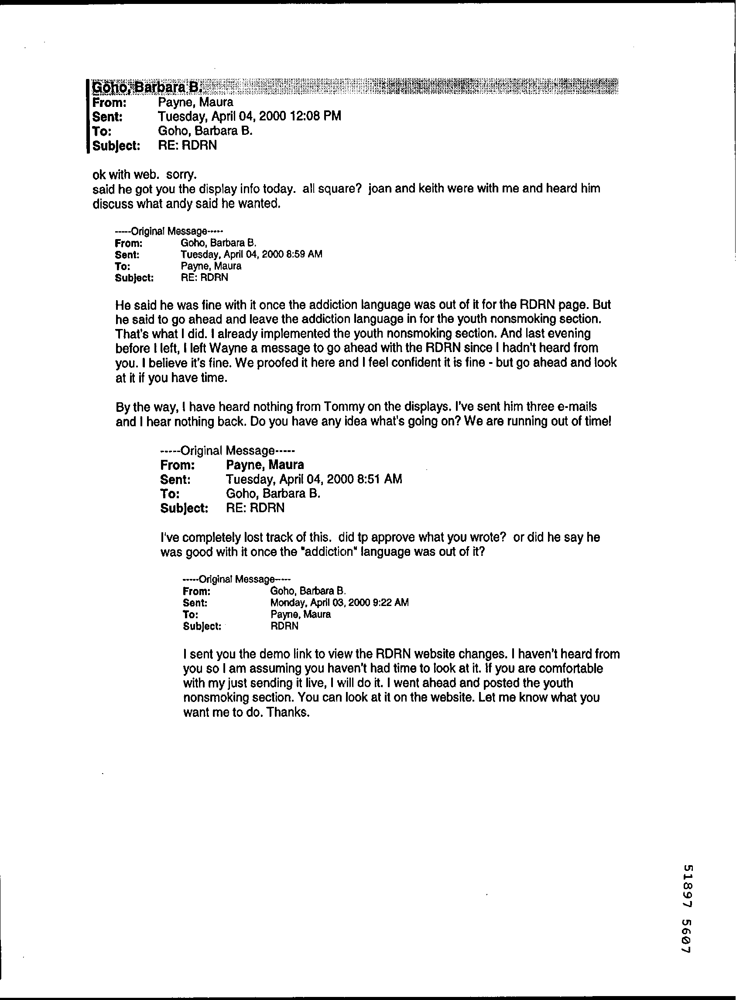 Goho, Barbara B.
From: Payne, Maura
Sent: Tuesday, April 04, 2000 12:08 PM
To: Goho, Barbara B.
Subject: RE: RDRN
ok with web. sorry.
said he got you the display info today. all square? joan and keith were with me and heard him
discuss what andy said he wanted.
-----Original Message-----
From: Goho, Barbara B.
Sent: Tuesday, April 04, 2000 8:59 AM
To: Payne, Maura
Subject: RE: RDRN
He said he was fine with it once the addiction language was out of it for the RDRN page. But
he said to go ahead and leave the addiction language in for the youth nonsmoking section.
That's what I did. I already implemented the youth nonsmoking section. And last evening
before I left, I left Wayne a message to go ahead with the RDRN since I hadn't heard from
you. I believe it's fine. We proofed it here and I feel confident it is fine - but go ahead and look
at it if you have time.
By the way, I have heard nothing from Tommy on the displays. I've sent him three e-mails
and I hear nothing back. Do you have any idea what's going on? We are running out of time!
-----Original Message-----
From: Payne, Maura
Sent: Tuesday, April 04, 2000 8:51 AM
To: Goho, Barbara B.
Subject: RE: RDRN
I've completely lost track of this. did tp approve what you wrote? or did he say he
was good with it once the "addiction" language was out of it?
-----Original Message-----
From: Goho, Barbara B.
Sent: Monday, April 03, 2000 9:22 AM
To: Payne, Maura
Subject: RDRN
I sent you the demo link to view the RDRN website changes. I haven't heard from
you so I am assuming you haven't had time to look at it. If you are comfortable
with my just sending it live, I will do it. I went ahead and posted the youth
nonsmoking section. You can look at it on the website. Let me know what you
want me to do. Thanks.
51897 5607